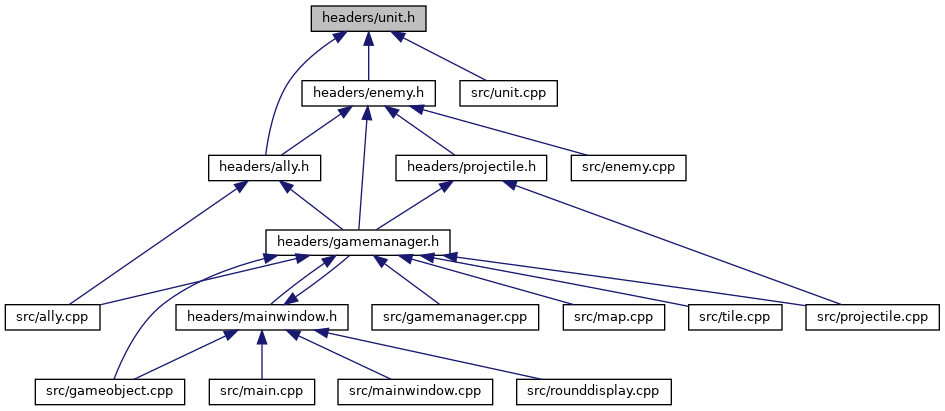 headers/unit.h
headers/enemy.h
src/unit.cpp
headers/ally.h
headers/projectile.h
src/enemy.cpp
headers/gamemanager.h
src/ally.cpp
headers/mainwindow.h
src/gamemanager.cpp
src/map.cpp
src/tile.cpp
src/projectile.cpp
src/gameobject.cpp
src/main.cpp
src/mainwindow.cpp
src/rounddisplay.cpp